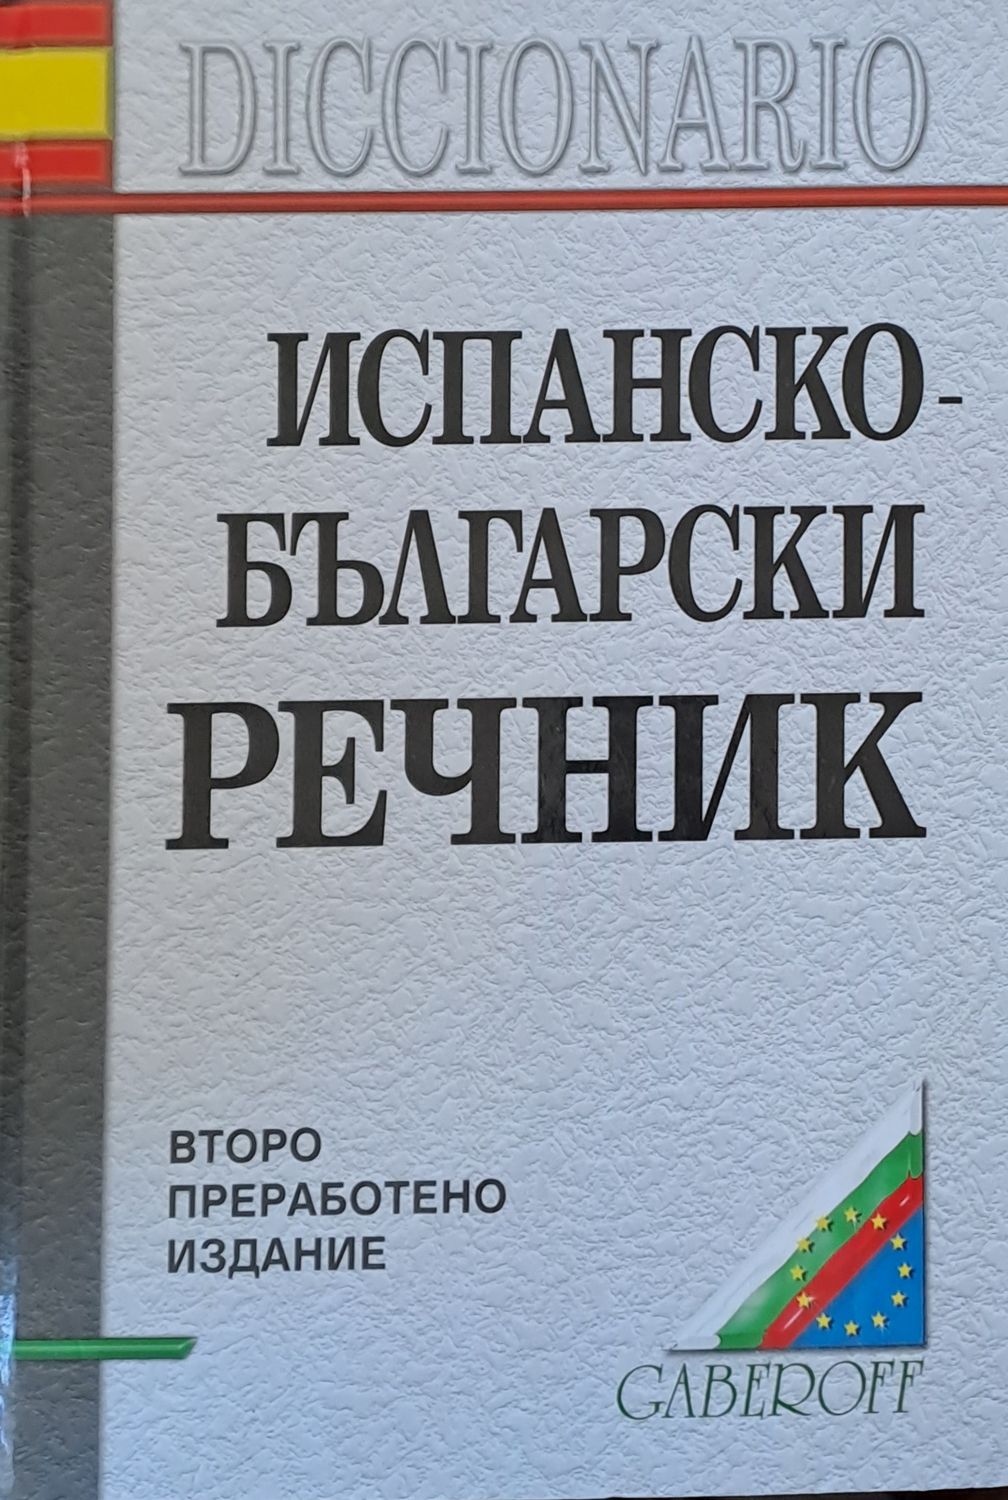 DICCIONARIO
ИСПАНСКО-
БЪЛГАРСКИ
РЕЧНИК
ВТОРО
ПРЕРАБОТЕНО
ИЗДАНИЕ
GABEROFF